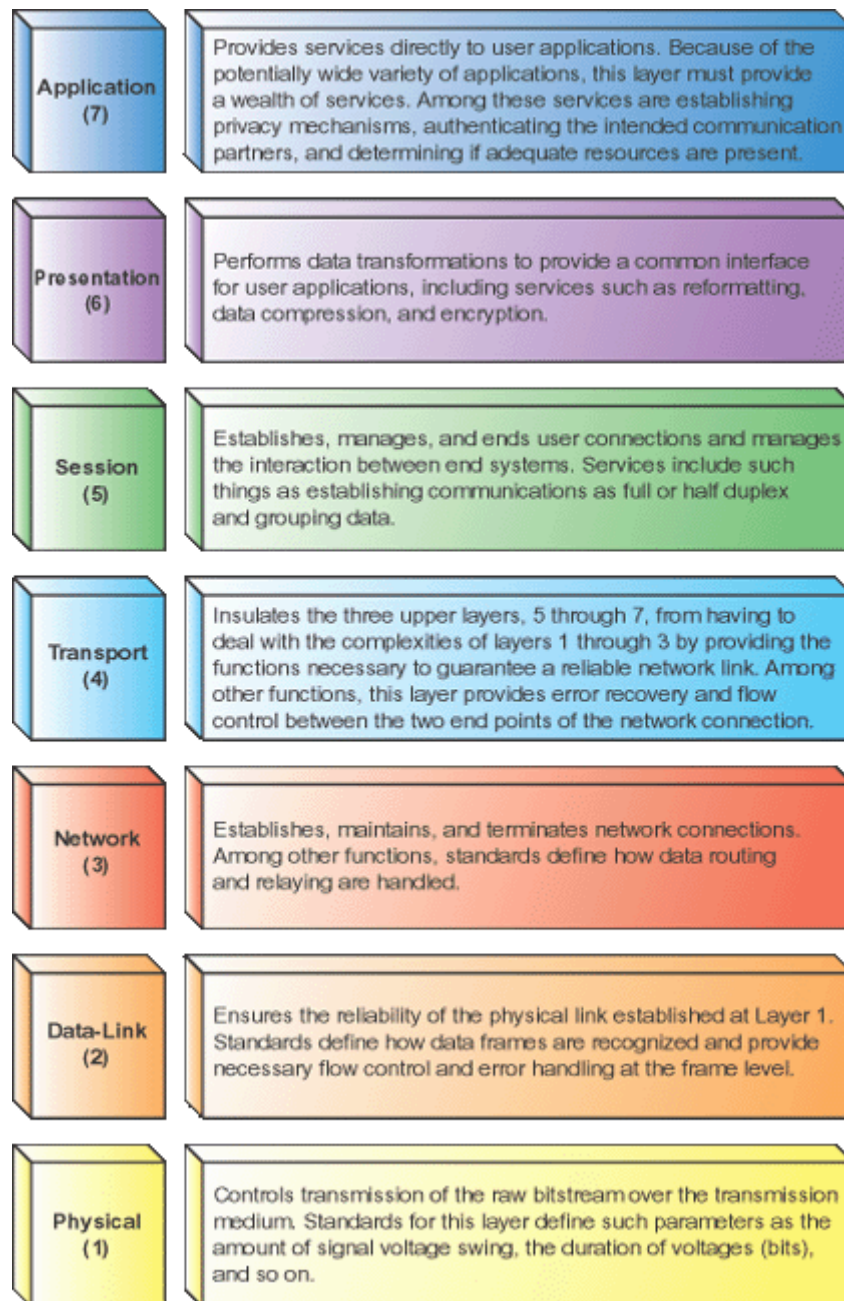 Application
(7)
Provides services directly to user applications. Because of the
potentially wide variety of applications, this layer must provide
a wealth of services. Among these services are establishing
privacy mechanisms, authenticating the intended communication
partners, and determining if adequate resources are present.
Presentation
(6)
Performs data transformations to provide a common interface
for user applications, including services such as reformatting,
data compression, and encryption.
Session
(5)
Establishes, manages, and ends user connections and manages
the interaction between end systems. Services include such
things as establishing communications as full or half duplex
and grouping data.
Transport
(4)
Insulates the three upper layers, 5 through 7, from having to
deal with the complexities of layers 1 through 3 by providing the
functions necessary to guarantee a reliable network link. Among
other functions, this layer provides error recovery and flow
control between the two end points of the network connection.
Network
(3)
Establishes, maintains, and terminates network connections.
Among other functions, standards define how data routing
and relaying are handled.
Data-Link
(2)
Ensures the reliability of the physical link established at Layer 1.
Standards define how data frames are recognized and provide
necessary flow control and error handling at the frame level.
Physical
(1)
Controls transmission of the raw bitstream over the transmission
medium. Standards for this layer define such parameters as the
amount of signal voltage swing, the duration of voltages (bits),
and so on.